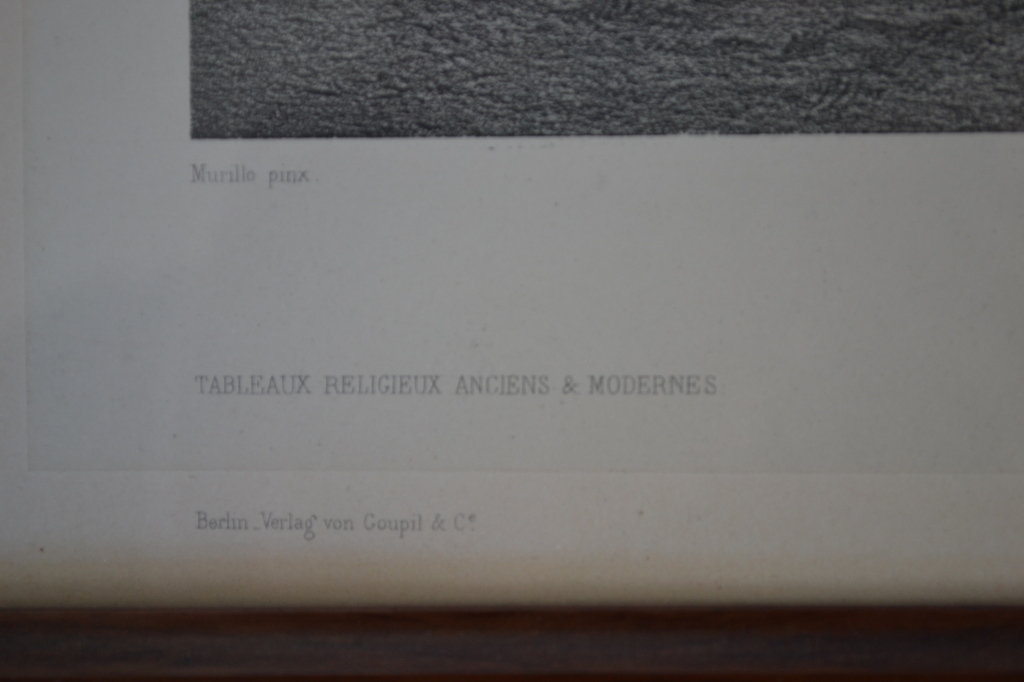 Murillo pinx.
TABLEAUX RELIGIEUX ANCIENS & MODERNES
Berlin _ Verlag von Goupil & Cº